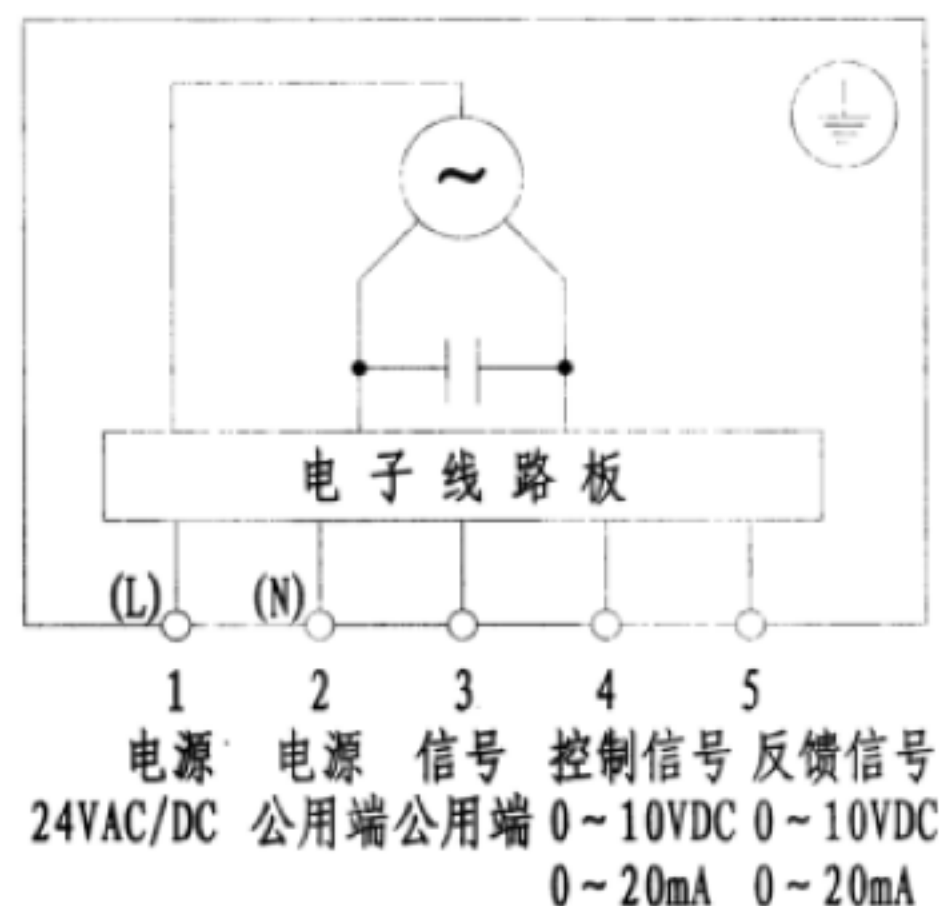 ~
电子线路板
(L) (N)
1 2 3 4 5
电源 电源 信号 控制信号 反馈信号
24VAC/DC 公用端 公用端 0~10VDC 0~10VDC
0~20mA 0~20mA